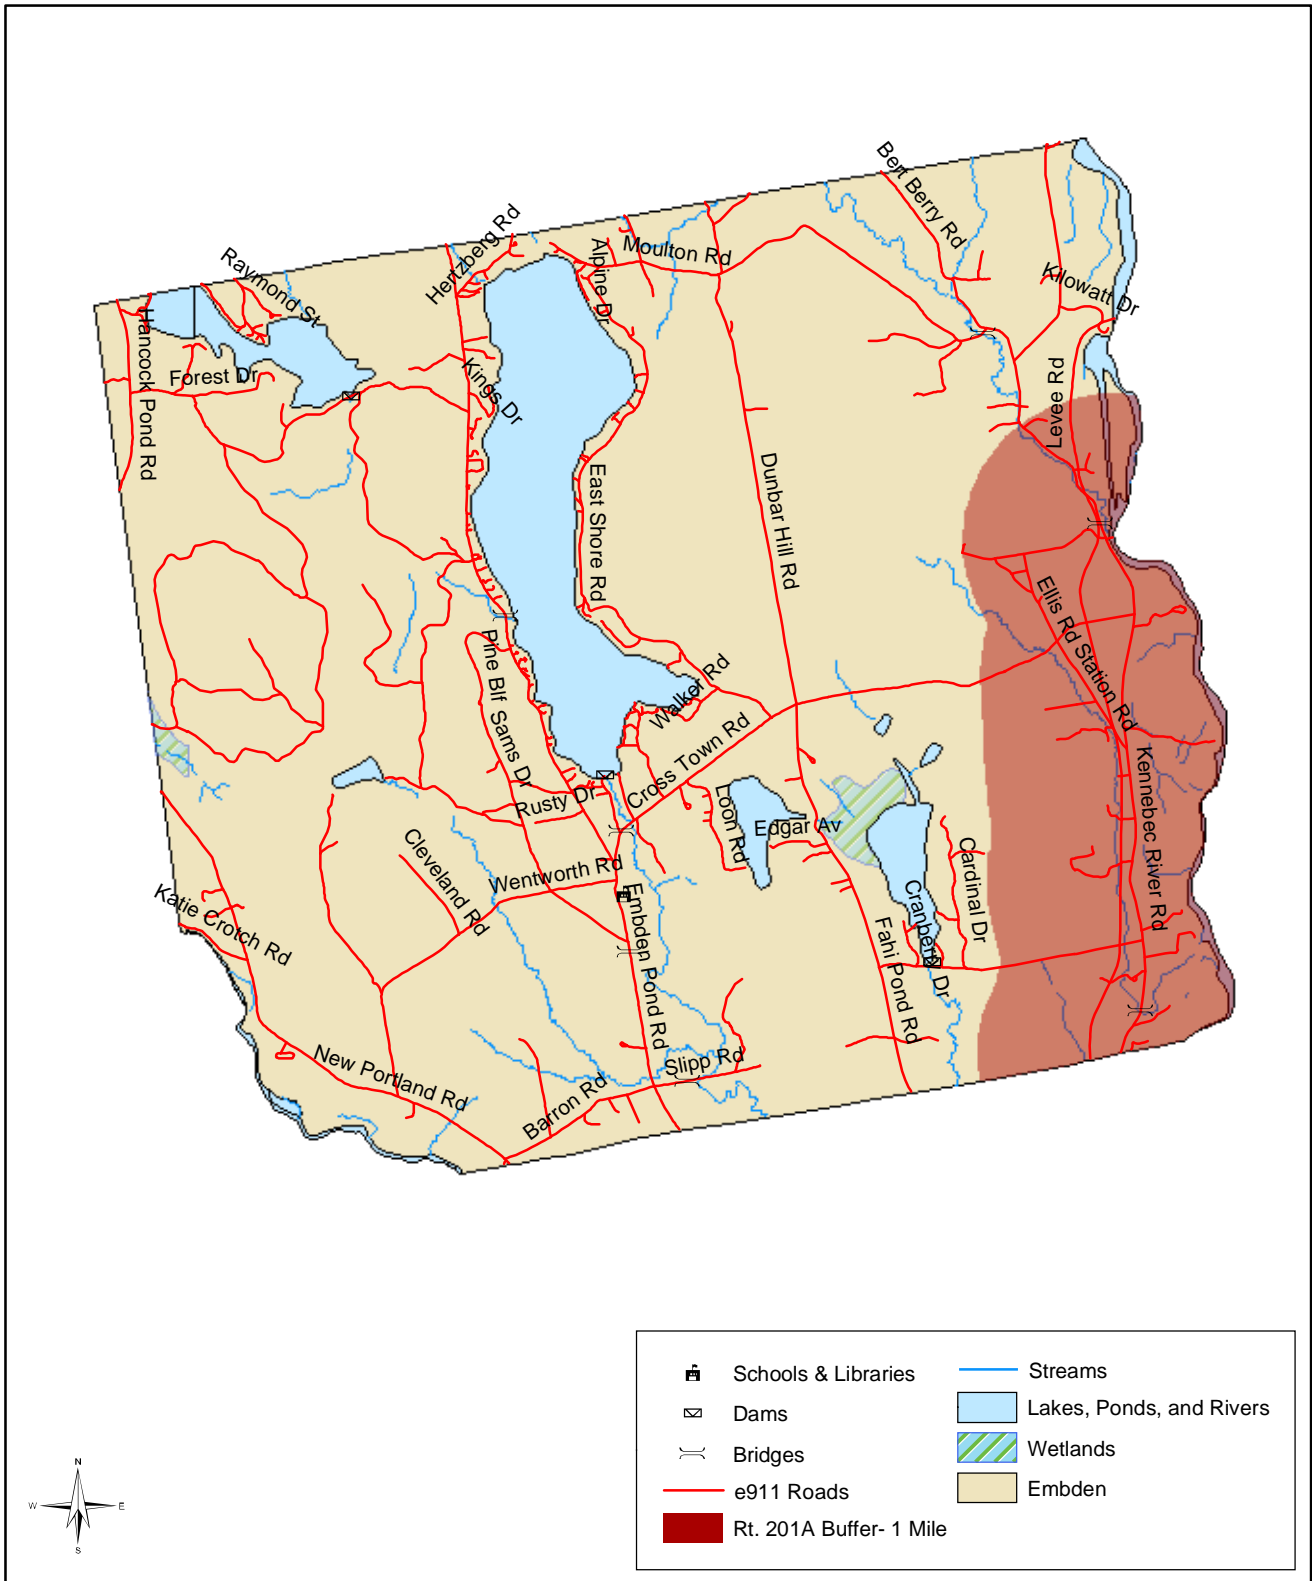 Bert Berry Rd
Hertzberg Rd
Alpine Dr
Moulton Rd
Raymond St
Kilowatt Dr
Hancock Pond Rd
Forest Dr
Kings Dr
Levee Rd
East Shore Rd
Dunbar Hill Rd
Ellis Rd
Station Rd
Pine Blf
Walker Rd
Sams Dr
Cross Town Rd
Rusty Dr
Loon Rd
Edgar Av
Kennebec River Rd
Cleveland Rd
Wentworth Rd
Cardinal Dr
Katie Crotch Rd
Embden Pond Rd
Cranberry Dr
Fahi Pond Rd
New Portland Rd
Slipp Rd
Barron Rd
Schools & Libraries
Dams
Bridges
e911 Roads
Rt. 201A Buffer- 1 Mile
Streams
Lakes, Ponds, and Rivers
Wetlands
Embden
N
W
E
S